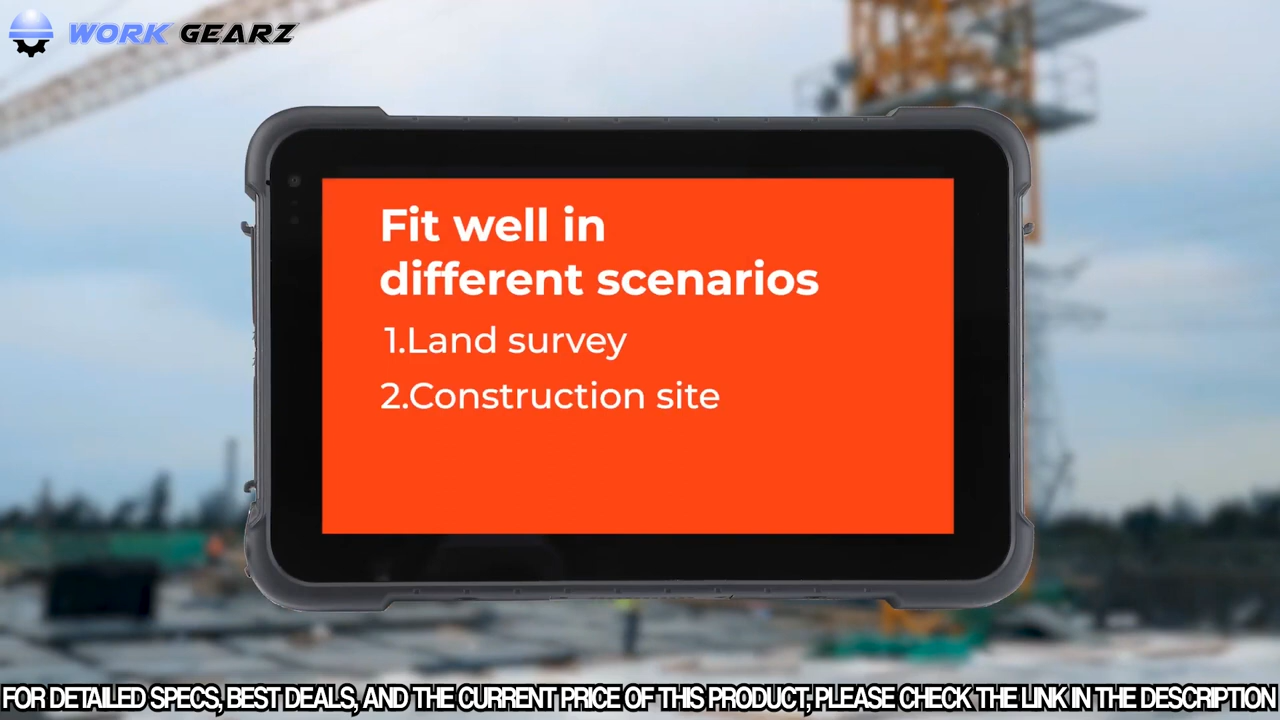 WORK GEARZ
Fit well in
different scenarios
1.Land survey
2.Construction site
FOR DETAILED SPECS, BEST DEALS, AND THE CURRENT PRICE OF THIS PRODUCT, PLEASE CHECK THE LINK IN THE DESCRIPTION